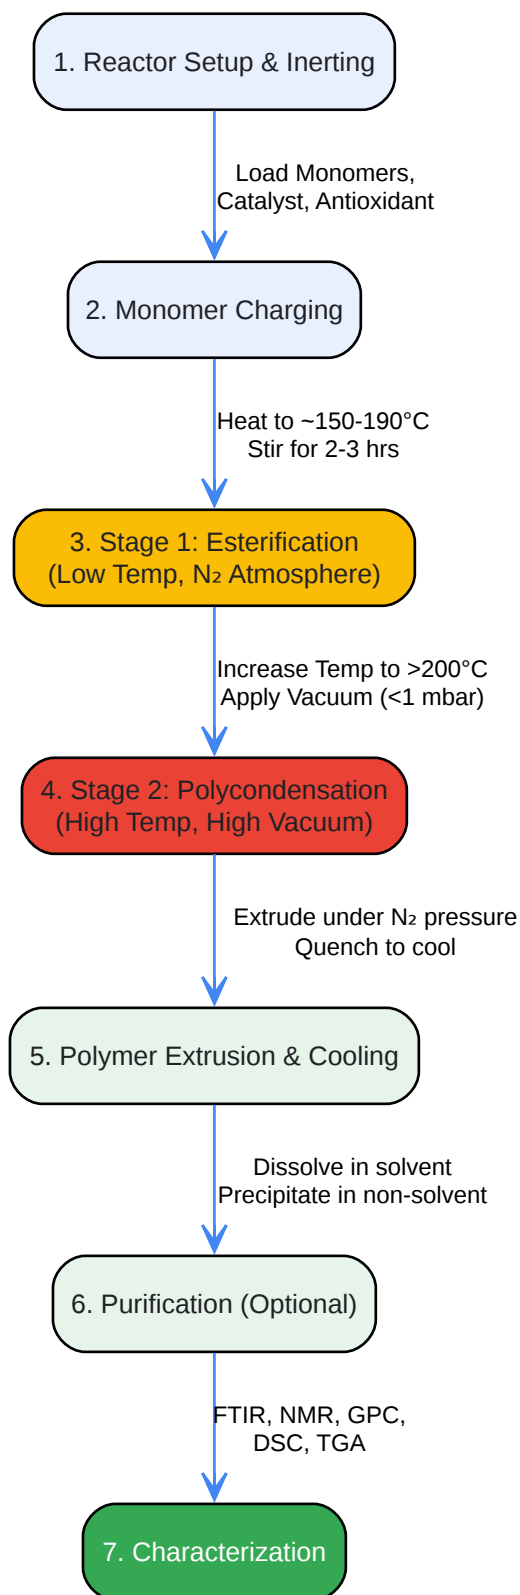 1. Reactor Setup & Inerting
Load Monomers,
Catalyst, Antioxidant
2. Monomer Charging
Heat to ~150-190°C
Stir for 2-3 hrs
3. Stage 1: Esterification
(Low Temp, N₂ Atmosphere)
Increase Temp to >200°C
Apply Vacuum (<1 mbar)
4. Stage 2: Polycondensation
(High Temp, High Vacuum)
Extrude under N₂ pressure
Quench to cool
5. Polymer Extrusion & Cooling
Dissolve in solvent
Precipitate in non-solvent
6. Purification (Optional)
FTIR, NMR, GPC,
DSC, TGA
7. Characterization